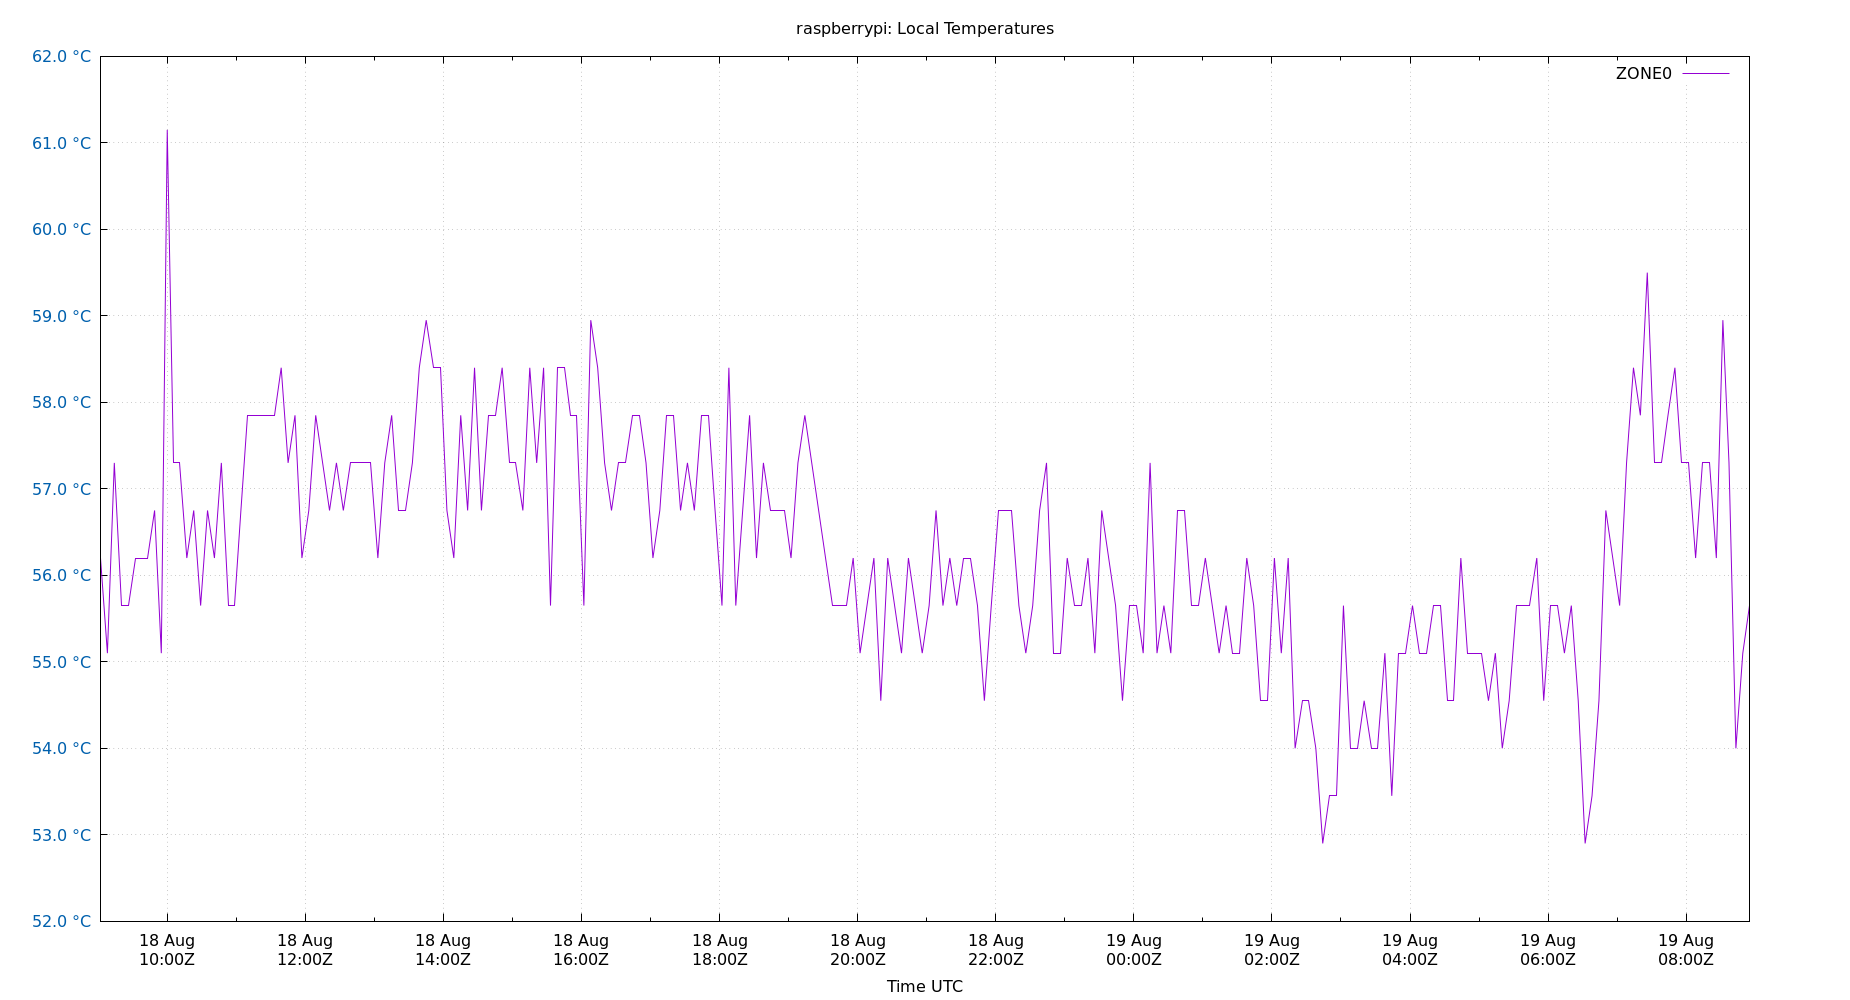 raspberrypi: Local Temperatures
62.0 °C
61.0 °C
60.0 °C
59.0 °C
58.0 °C
57.0 °C
56.0 °C
55.0 °C
54.0 °C
53.0 °C
52.0 °C
ZONE0
18 Aug 18 Aug 18 Aug 18 Aug 18 Aug 18 Aug 18 Aug 19 Aug 19 Aug 19 Aug 19 Aug 19 Aug
10:00Z 12:00Z 14:00Z 16:00Z 18:00Z 20:00Z 22:00Z 00:00Z 02:00Z 04:00Z 06:00Z 08:00Z
Time UTC